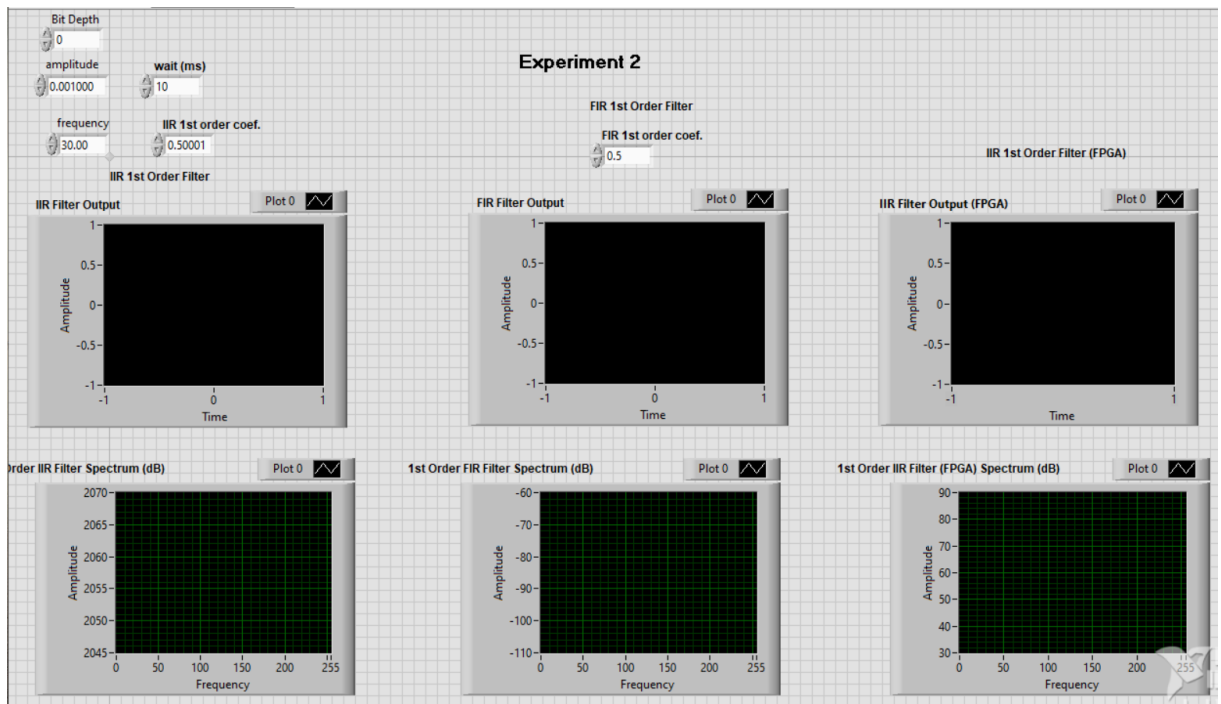 Bit Depth
0
amplitude
0.001000
wait (ms)
10
Experiment 2
frequency
30.00
IIR 1st order coef.
0.50001
FIR 1st Order Filter
FIR 1st order coef.
0.5
IIR 1st Order Filter (FPGA)
IIR 1st Order Filter
IIR Filter Output
Plot 0
1
0.5
0
-0.5
-1
Amplitude
-1 0 1
Time
FIR Filter Output
Plot 0
1
0.5
0
-0.5
-1
Amplitude
-1 0 1
Time
IIR Filter Output (FPGA)
Plot 0
1
0.5
0
-0.5
-1
Amplitude
-1 1
Time
Order IIR Filter Spectrum (dB)
Plot 0
2070
2065
2060
2055
2050
2045
Amplitude
0 50 100 150 200 255
Frequency
1st Order FIR Filter Spectrum (dB)
Plot 0
-60
-70
-80
-90
-100
-110
Amplitude
0 50 100 150 200 255
Frequency
1st Order IIR Filter (FPGA) Spectrum (dB)
Plot 0
90
80
70
60
50
40
30
Amplitude
0 50 100 150 200 255
Frequency